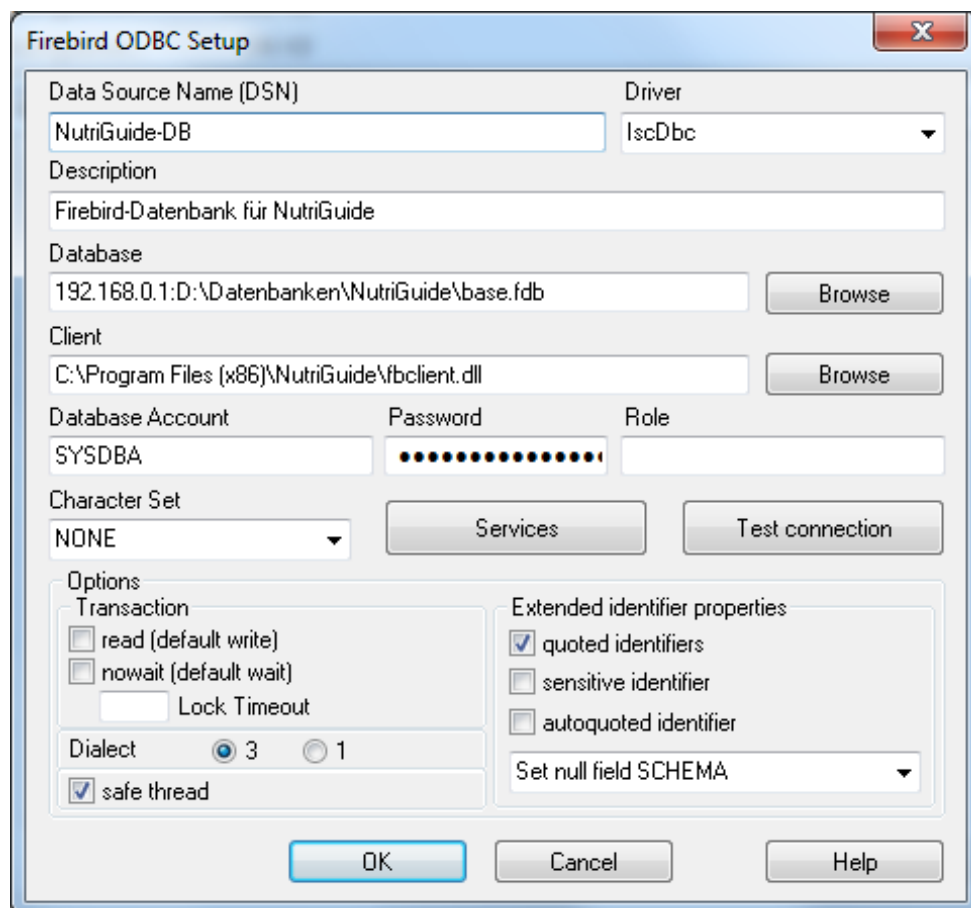 Firebird ODBC Setup
Data Source Name (DSN) Driver
NutriGuide-DB IscDbc
Description
Firebird-Datenbank für NutriGuide
Database
192.168.0.1:D:\Datenbanken\NutriGuide\base.fdb Browse
Client
C:\Program Files (x86)\NutriGuide\fbclient.dll Browse
Database Account Password Role
SYSDBA ●●●●●●●●●●●●●●●●
Character Set
NONE Services Test connection
Options
Transaction Extended identifier properties
read (default write) quoted identifiers
nowait (default wait) sensitive identifier
Lock Timeout autoquoted identifier
Dialect 3 1 Set null field SCHEMA
safe thread
OK Cancel Help